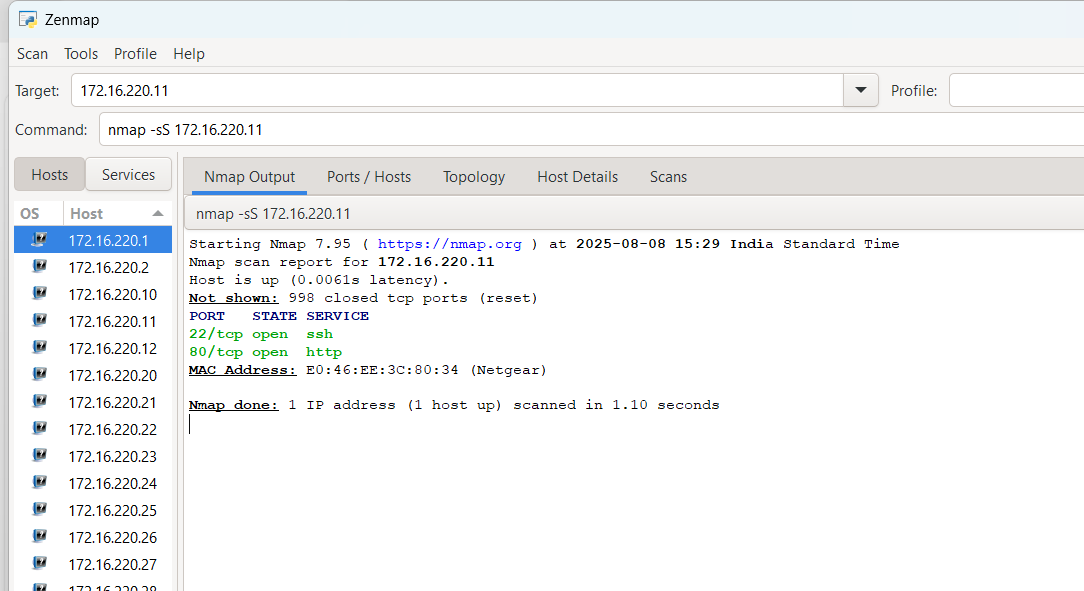 Zenmap
Scan Tools Profile Help
Target: 172.16.220.11 Profile:
Command: nmap -sS 172.16.220.11
Hosts Services
Nmap Output Ports / Hosts Topology Host Details Scans
OS Host
nmap -sS 172.16.220.11
172.16.220.1
172.16.220.2
172.16.220.10
172.16.220.11
172.16.220.12
172.16.220.20
172.16.220.21
172.16.220.22
172.16.220.23
172.16.220.24
172.16.220.25
172.16.220.26
172.16.220.27
172.16.220.28
Starting Nmap 7.95 ( https://nmap.org ) at 2025-08-08 15:29 India Standard Time
Nmap scan report for 172.16.220.11
Host is up (0.0061s latency).
Not shown: 998 closed tcp ports (reset)
PORT STATE SERVICE
22/tcp open ssh
80/tcp open http
MAC Address: E0:46:EE:3C:80:34 (Netgear)
Nmap done: 1 IP address (1 host up) scanned in 1.10 seconds